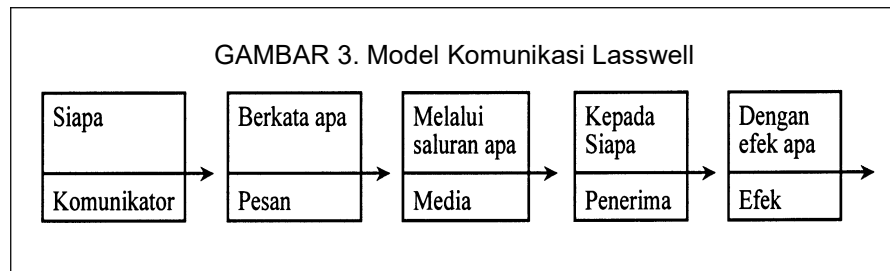 GAMBAR 3. Model Komunikasi Lasswell
Siapa
Komunikator
Berkata apa
Pesan
Melalui
saluran apa
Media
Kepada
Siapa
Penerima
Dengan
efek apa
Efek